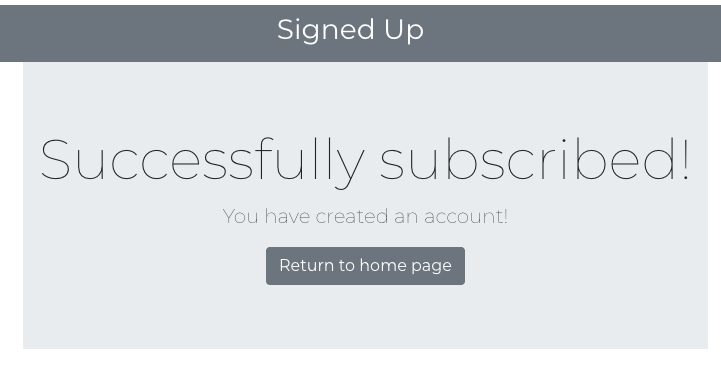 Signed Up
Successfully subscribed!
You have created an account!
Return to home page